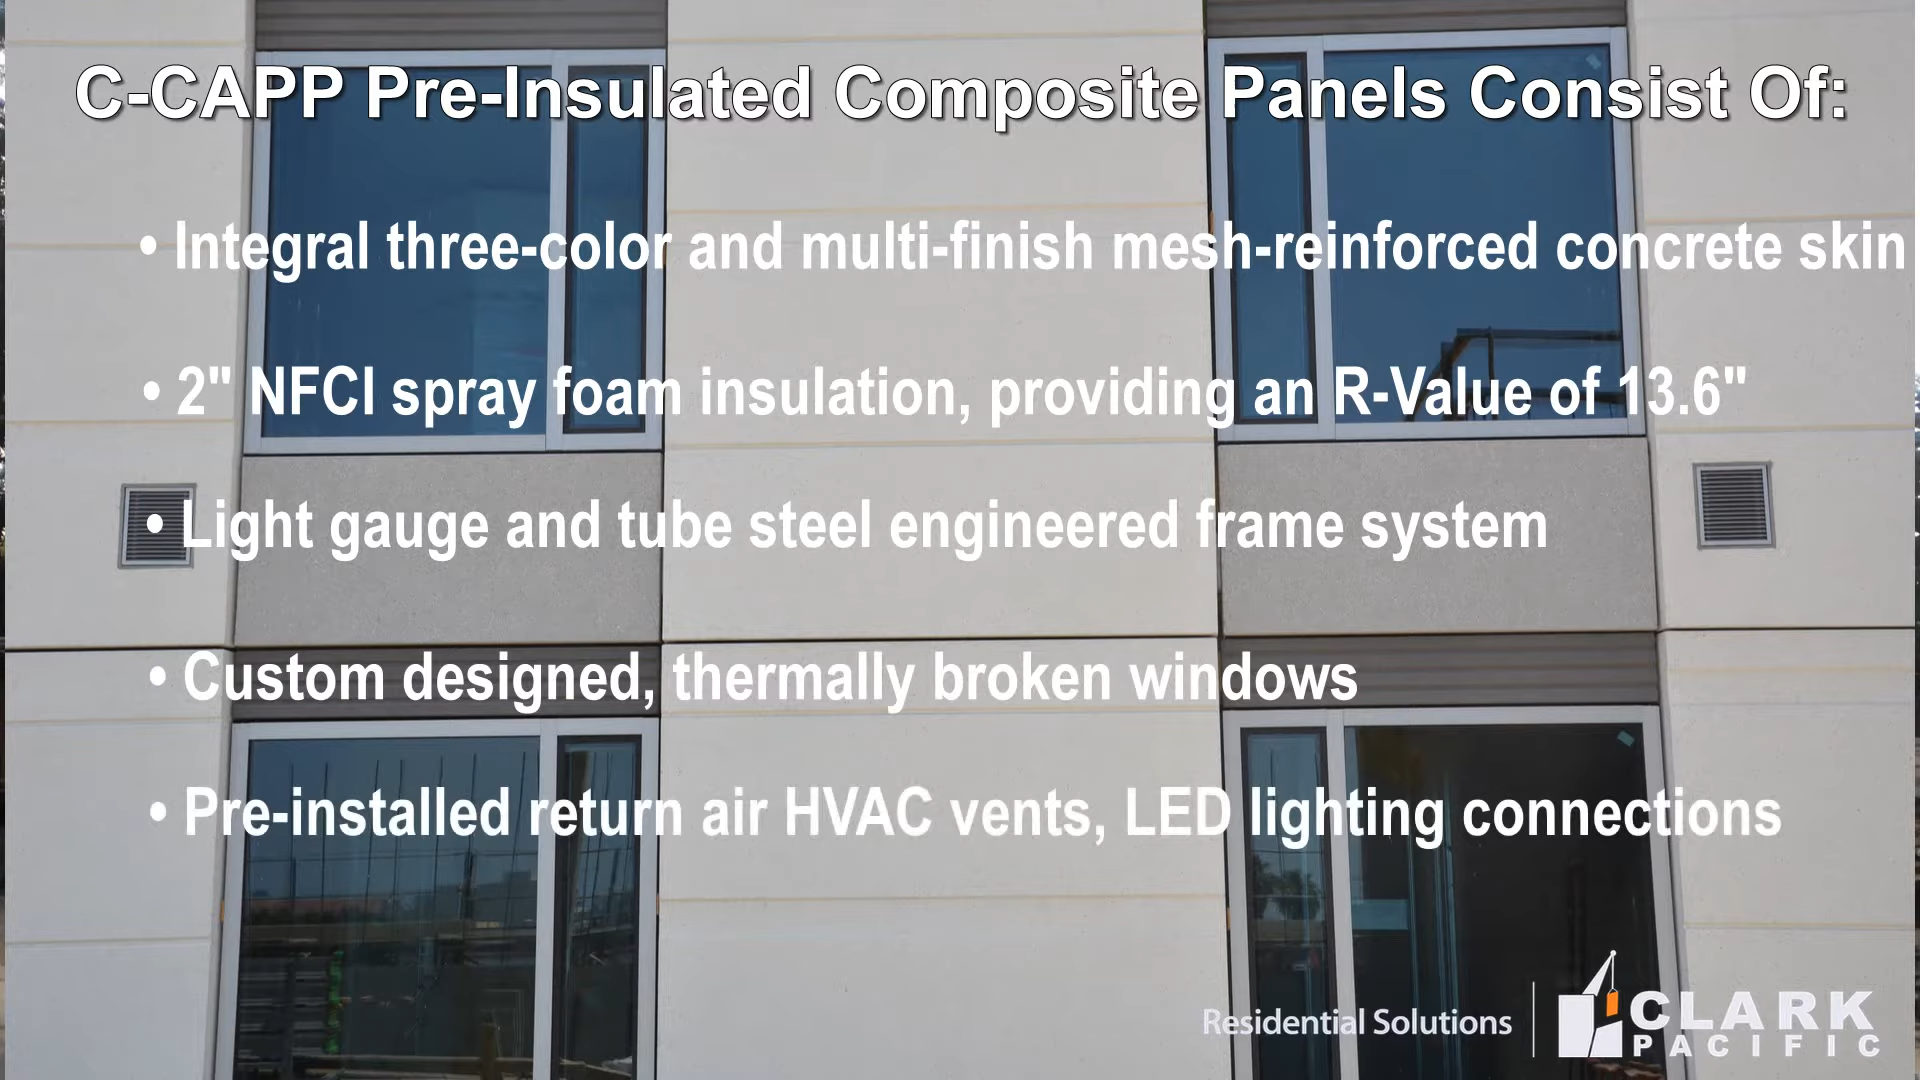 C-CAPP Pre-Insulated Composite Panels Consist Of:
• Integral three-color and multi-finish mesh-reinforced concrete skin
• 2" NFCI spray foam insulation, providing an R-Value of 13.6"
• Light gauge and tube steel engineered frame system
• Custom designed, thermally broken windows
• Pre-installed return air HVAC vents, LED lighting connections
Residential Solutions
CLARK
PACIFIC